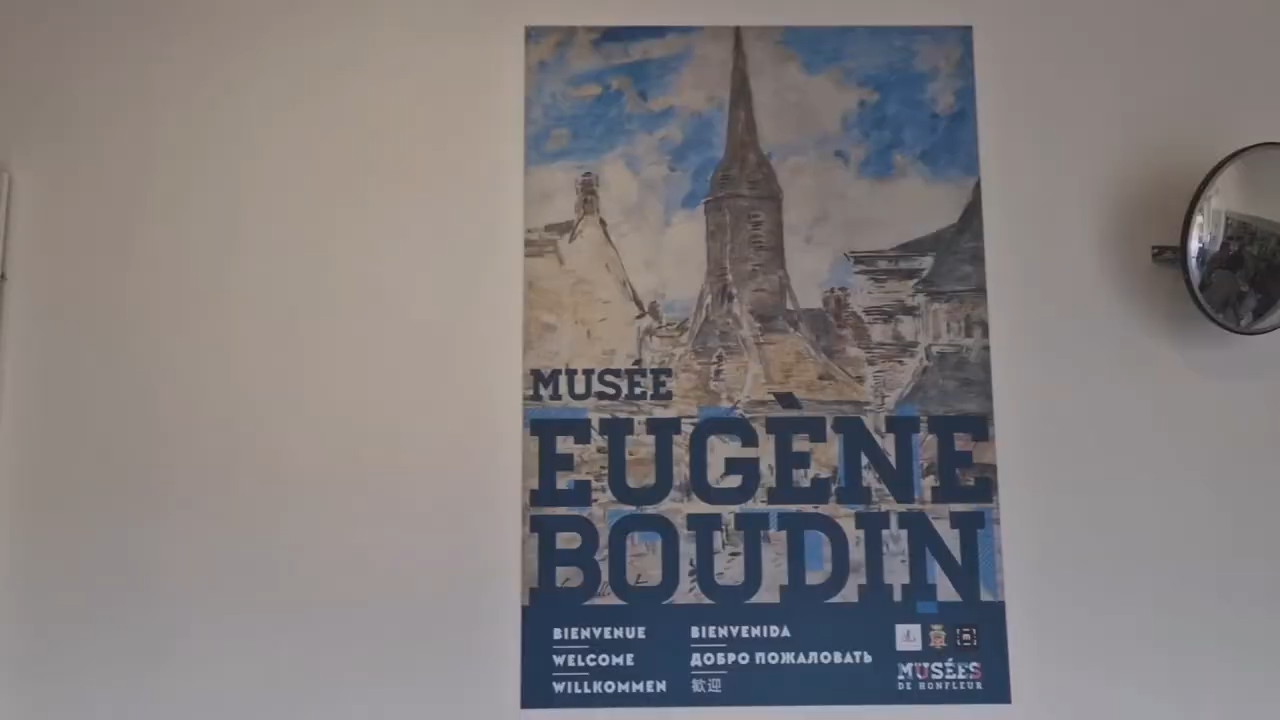 MUSÉE
EUGÈNE
BOUDIN
BIENVENUE
WELCOME
WILLKOMMEN
BIENVENIDA
ДОБРО ПОЖАЛОВАТЬ
歡迎
MUSÉES
DE HONFLEUR